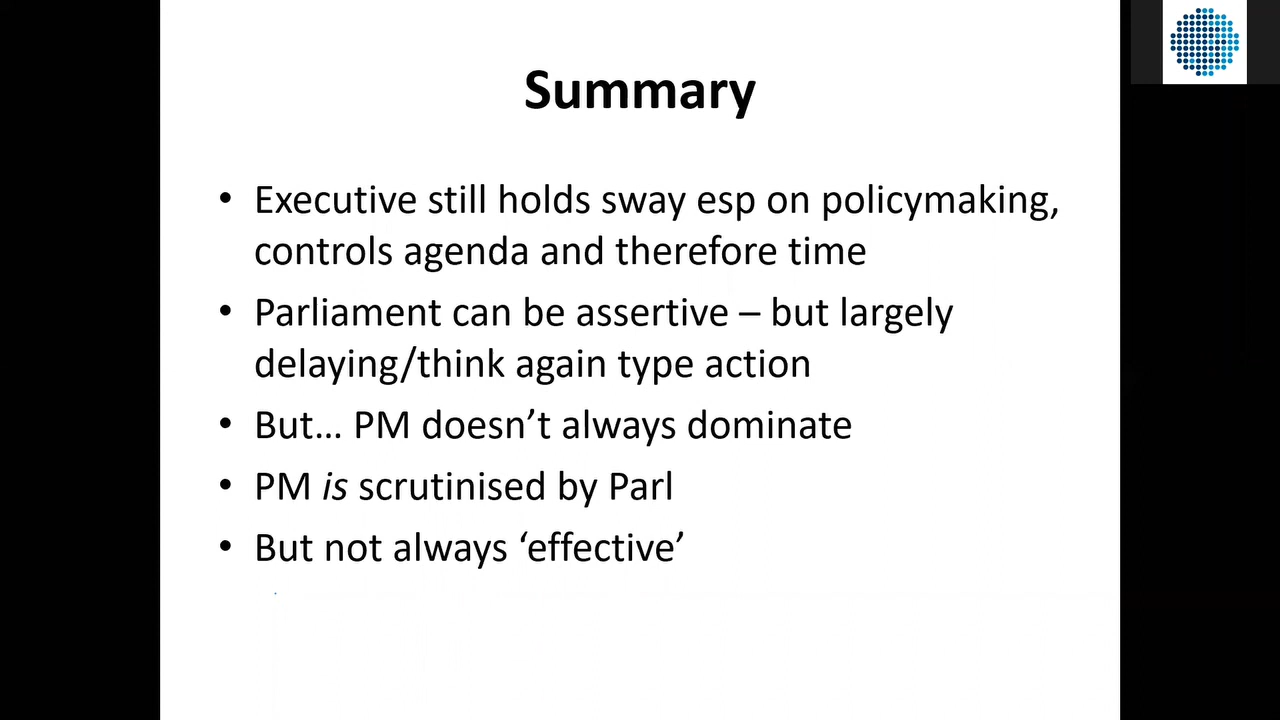 Summary
• Executive still holds sway esp on policymaking,
controls agenda and therefore time
• Parliament can be assertive – but largely
delaying/think again type action
• But... PM doesn’t always dominate
• PM is scrutinised by Parl
• But not always ‘effective’